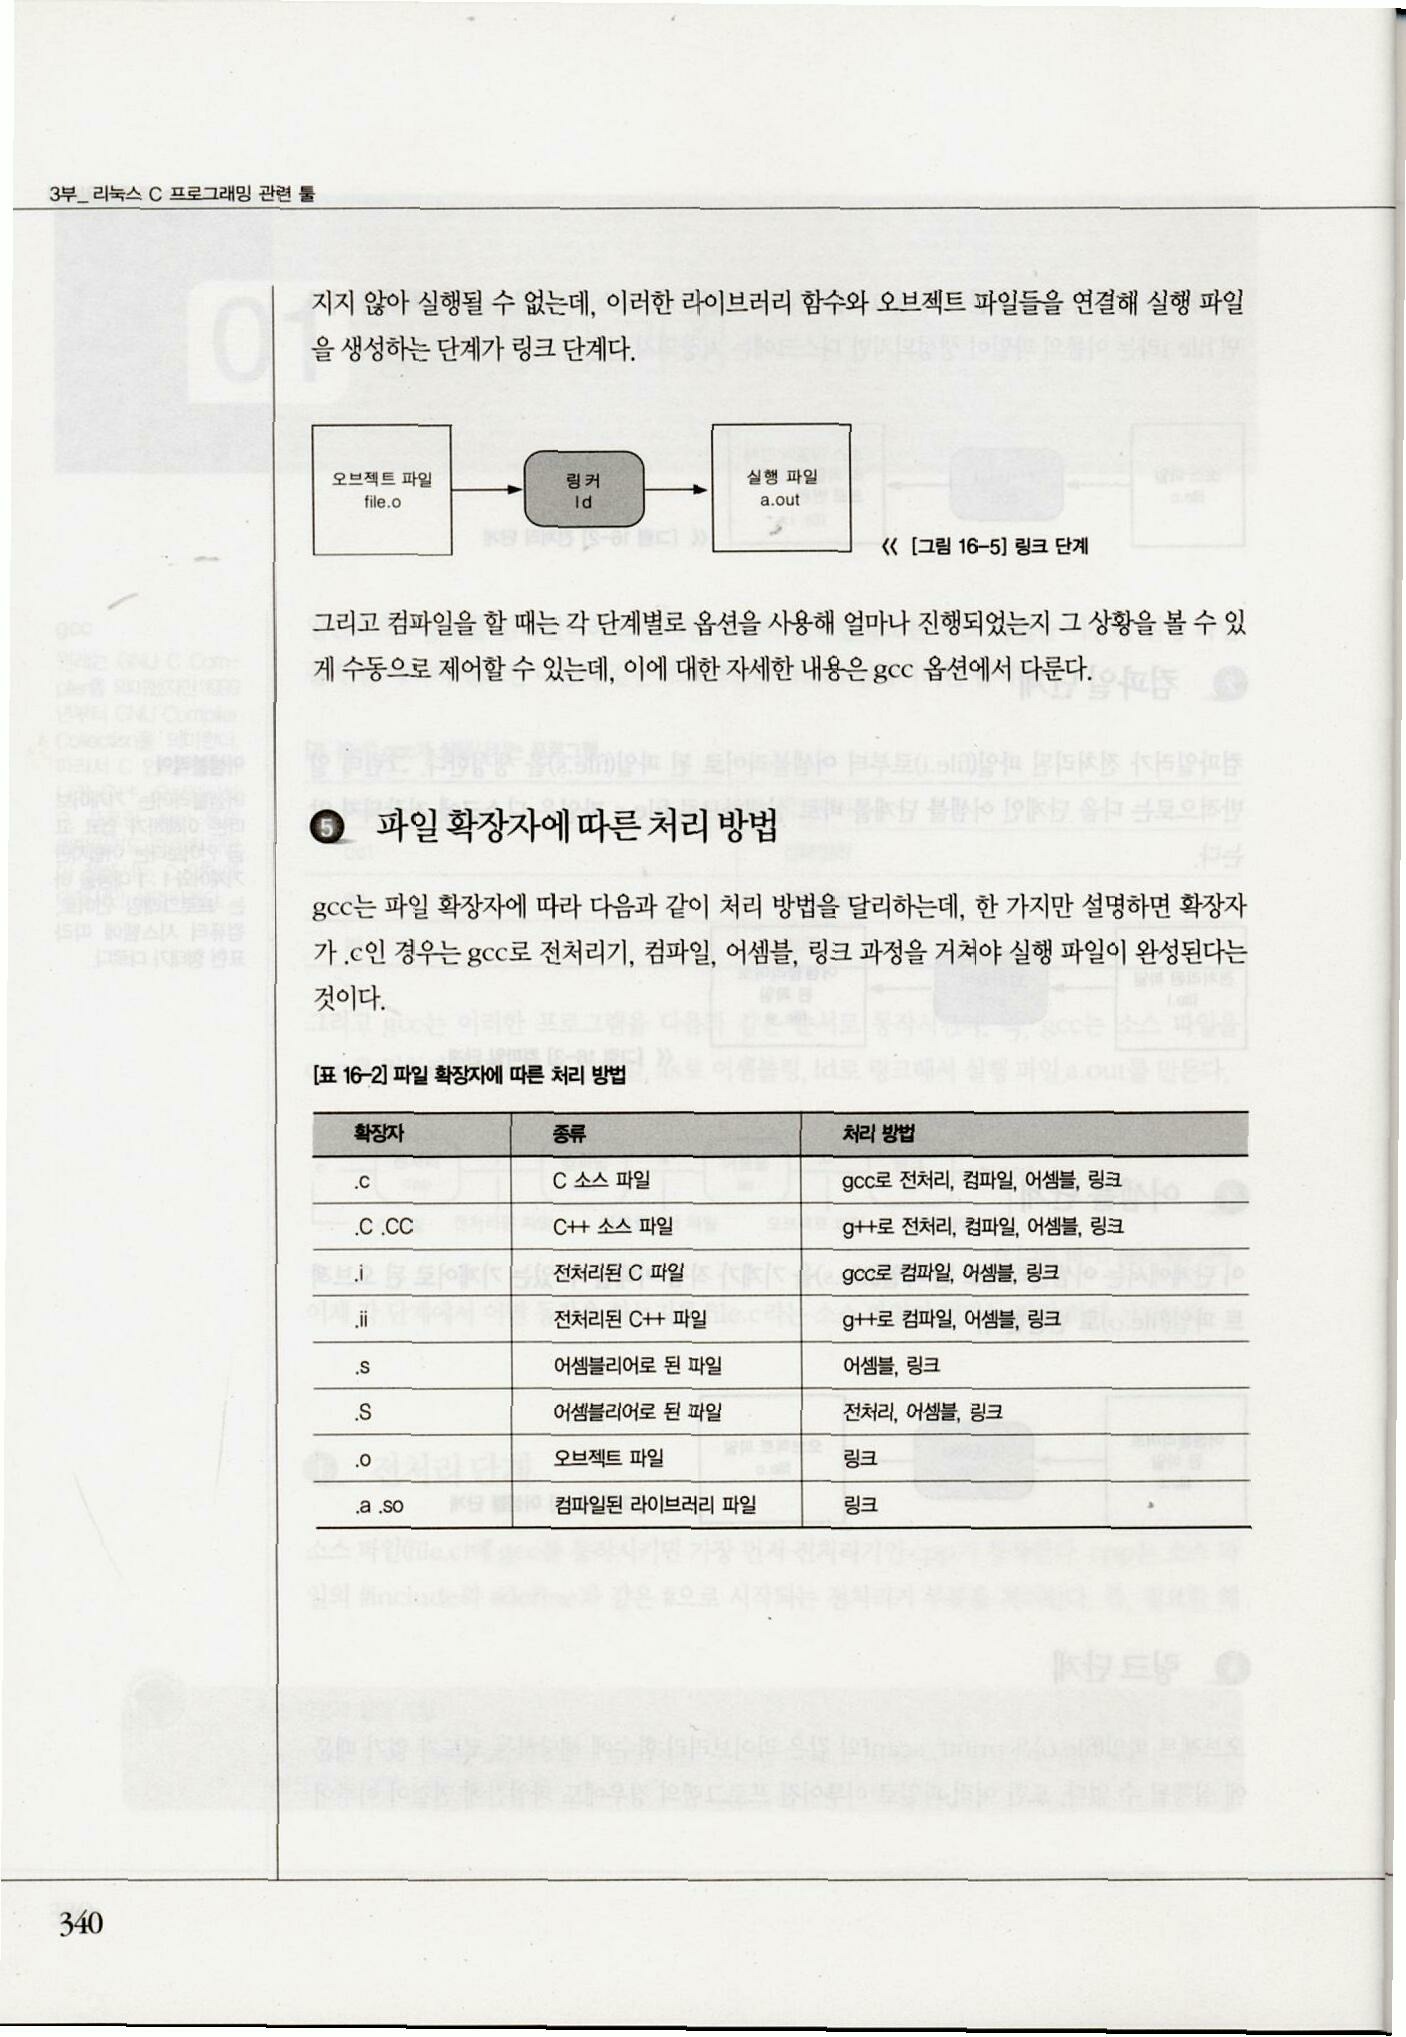 3부_ 리눅스 C 프로그래밍 관련 툴
지지 않아 실행될 수 없는데, 이러한 라이브러리 함수와 오브젝트 파일들을 연결해 실행 파일
을 생성하는 단계가 링크 단계다.
오브젝트 파일
file.o
링커
ld
실행 파일
a.out
《 [그림 16-5] 링크 단계
그리고 컴파일을 할 때는 각 단계별로 옵션을 사용해 얼마나 진행되었는지 그 상황을 볼 수 있
게 수동으로 제어할 수 있는데, 이에 대한 자세한 내용은 gcc 옵션에서 다룬다.
5 파일 확장자에 따른 처리 방법
gcc는 파일 확장자에 따라 다음과 같이 처리 방법을 달리하는데, 한 가지만 설명하면 확장자
가 .c인 경우는 gcc로 전처리기, 컴파일, 어셈블, 링크 과정을 거쳐야 실행 파일이 완성된다는
것이다.
[표 16-2] 파일 확장자에 따른 처리 방법
확장자 종류 처리 방법
.c C 소스 파일 gcc로 전처리, 컴파일, 어셈블, 링크
.C .CC C++ 소스 파일 g++로 전처리, 컴파일, 어셈블, 링크
.i 전처리된 C 파일 gcc로 컴파일, 어셈블, 링크
.ii 전처리된 C++ 파일 g++로 컴파일, 어셈블, 링크
.s 어셈블리어로 된 파일 어셈블, 링크
.S 어셈블리어로 된 파일 전처리, 어셈블, 링크
.o 오브젝트 파일 링크
.a .so 컴파일된 라이브러리 파일 링크
340